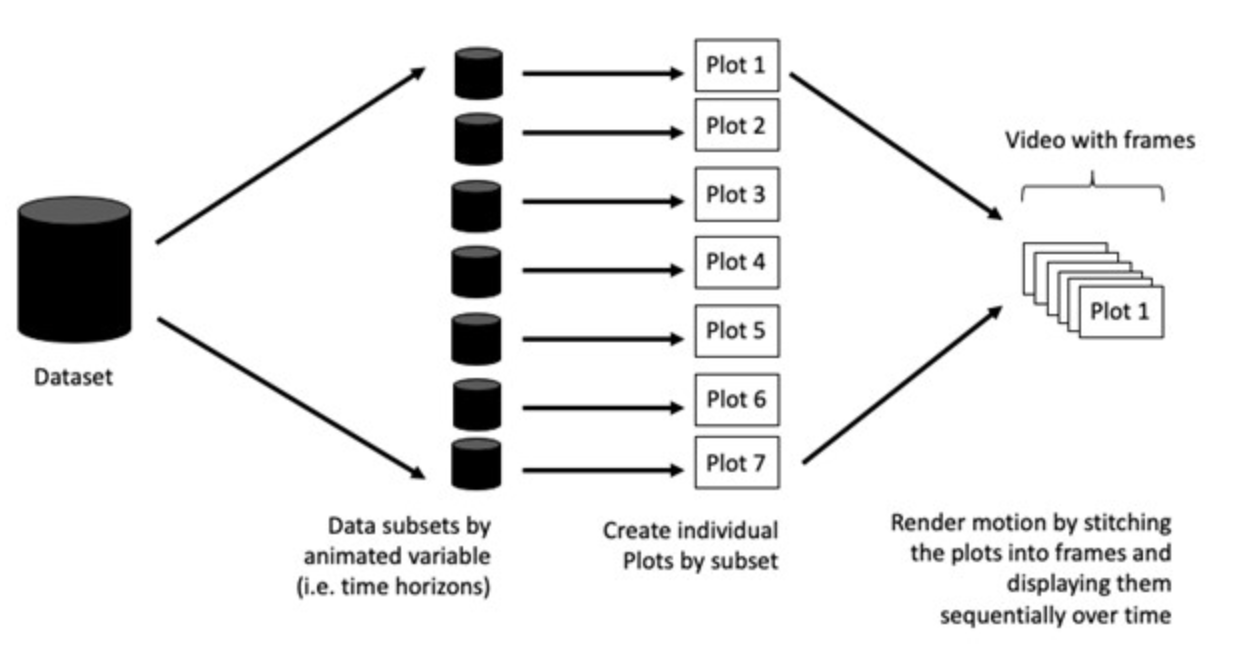 Plot 1
Plot 2
Plot 3
Plot 4
Plot 5
Plot 6
Plot 7
Video with frames
Plot 1
Dataset
Data subsets by
animated variable
(i.e. time horizons)
Create individual
Plots by subset
Render motion by stitching
the plots into frames and
displaying them
sequentially over time